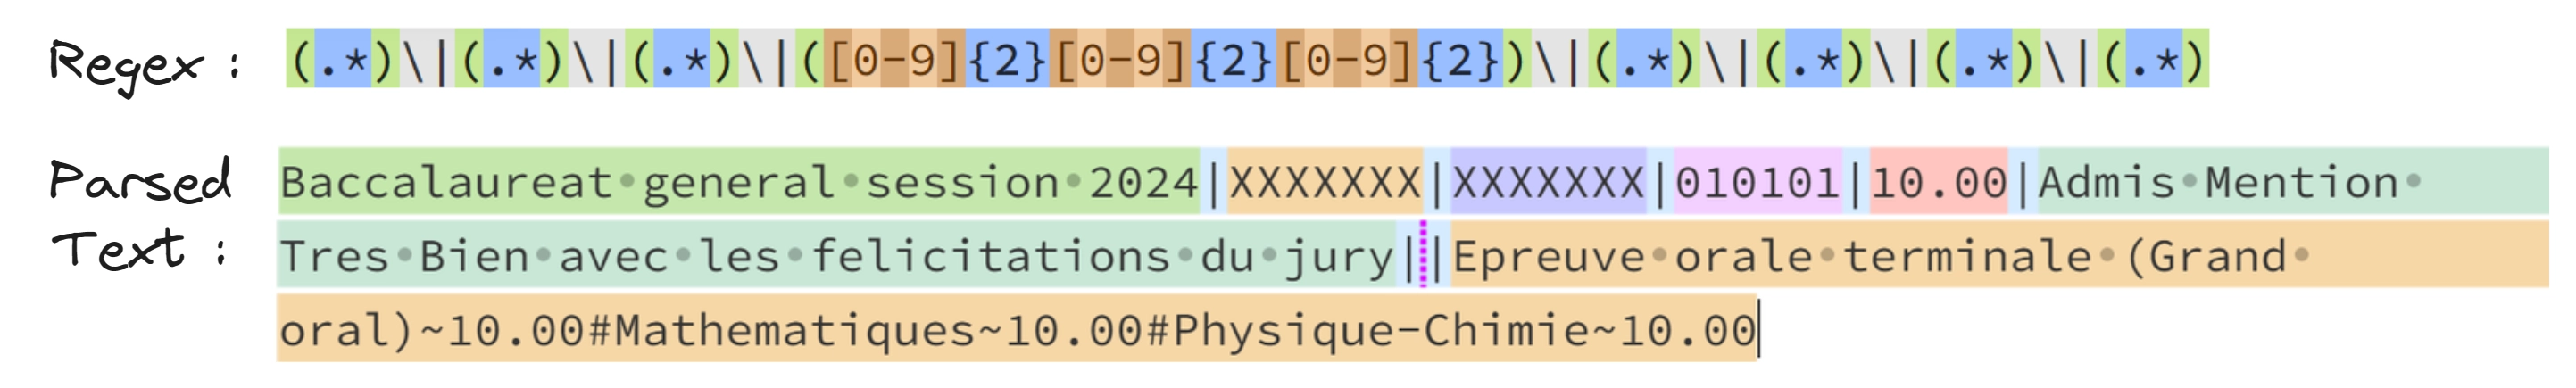 Regex : (.*)\|(.*)\|(.*)\|([0-9]{2}[0-9]{2}[0-9]{2})\|(.*)\|(.*)\|(.*)\|(.*)
Parsed Baccalaureat·general·session·2024|XXXXXXX|XXXXXXX|010101|10.00|Admis·Mention·
Text : Tres·Bien·avec·les·felicitations·du·jury||Epreuve·orale·terminale·(Grand·
oral)~10.00#Mathematiques~10.00#Physique-Chimie~10.00